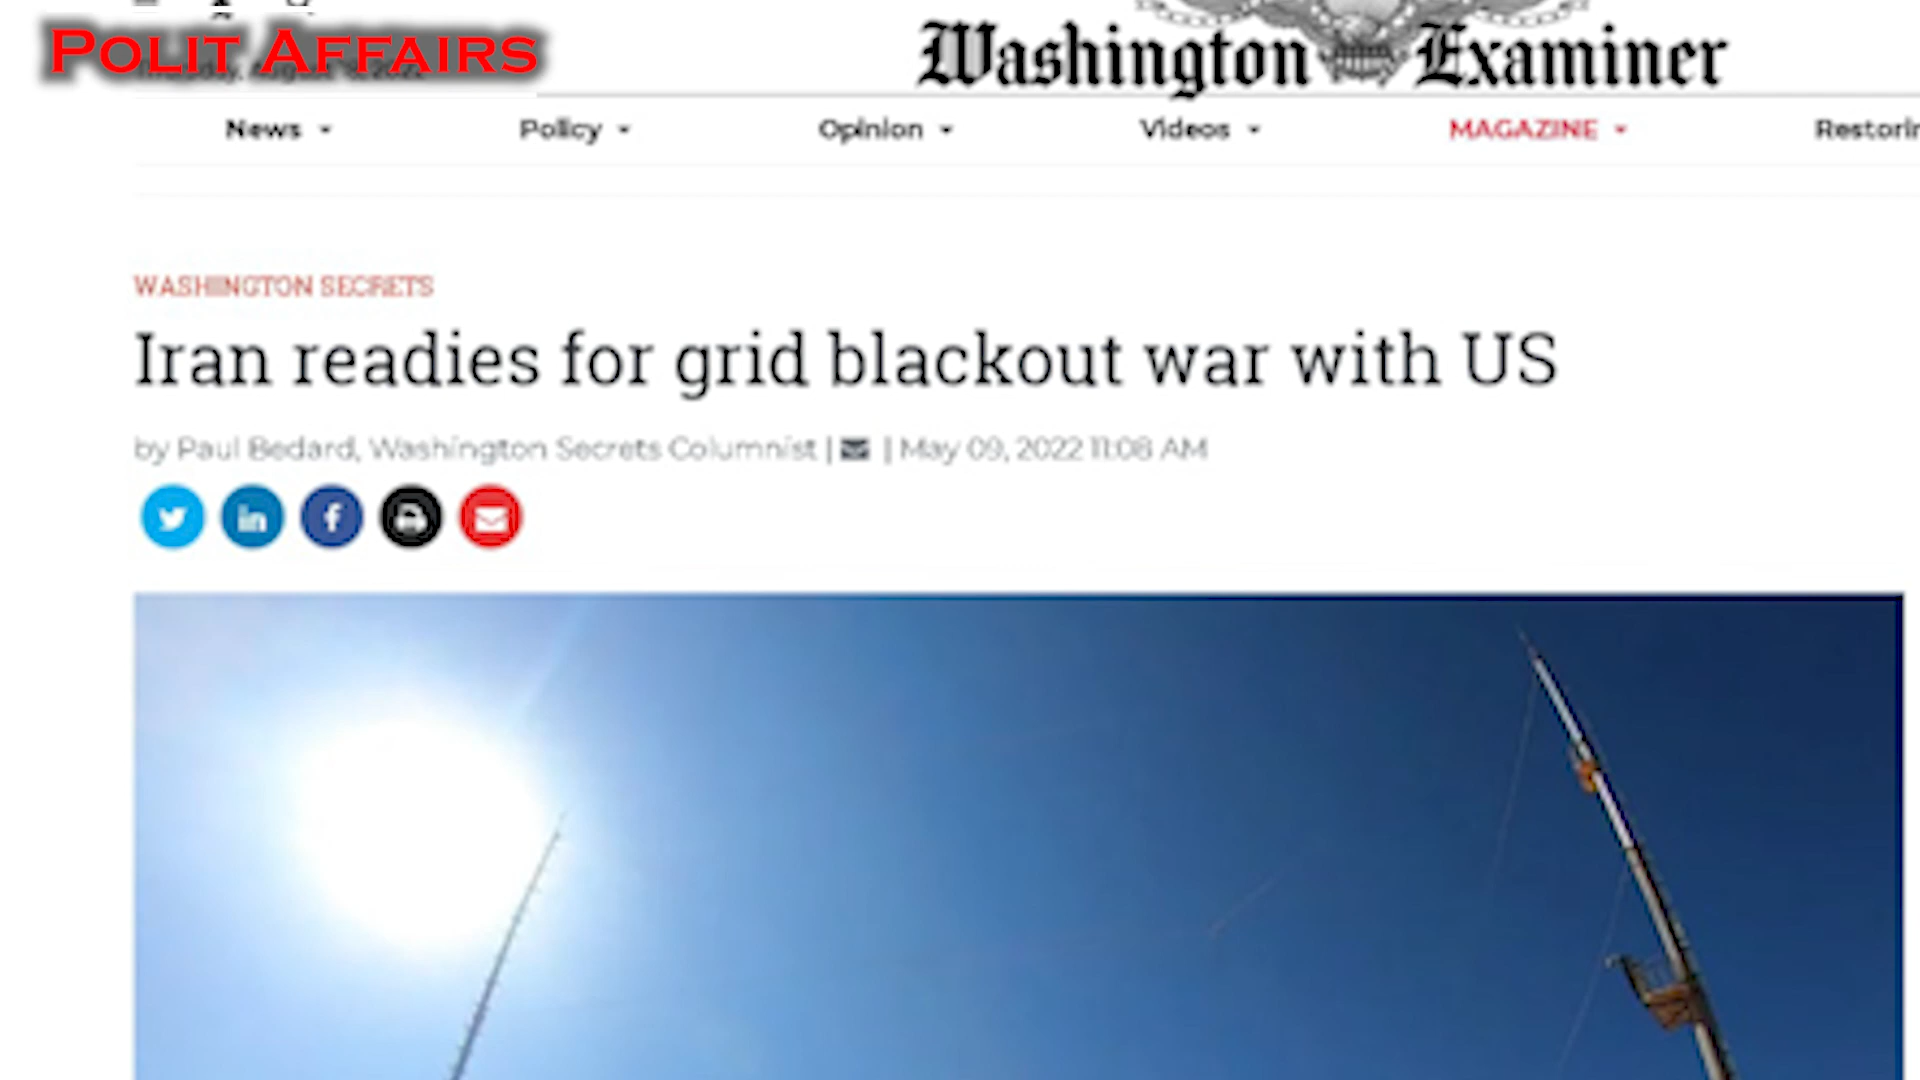 POLIT AFFAIRS
Washington Examiner
News Policy Opinion Videos MAGAZINE
WASHINGTON SECRETS
Iran readies for grid blackout war with US
by Paul Bedard, Washington Secrets Columnist | | May 09, 2022 11:08 AM